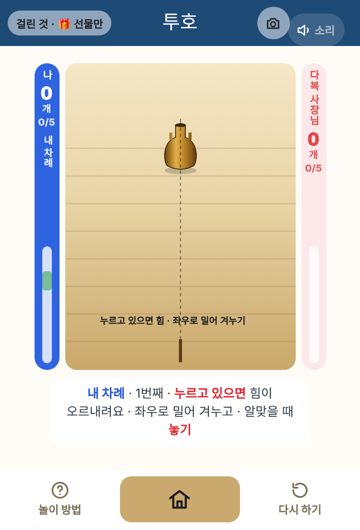 걸린 것 · 🎁 선물만
투호
소리
나
0
개
0/5
내 차례
다복 사장님
0
개
0/5
누르고 있으면 힘 · 좌우로 밀어 겨누기
내 차례 · 1번째 · 누르고 있으면 힘이
오르내려요 · 좌우로 밀어 겨누고 · 알맞을 때
놓기
놀이 방법
다시 하기